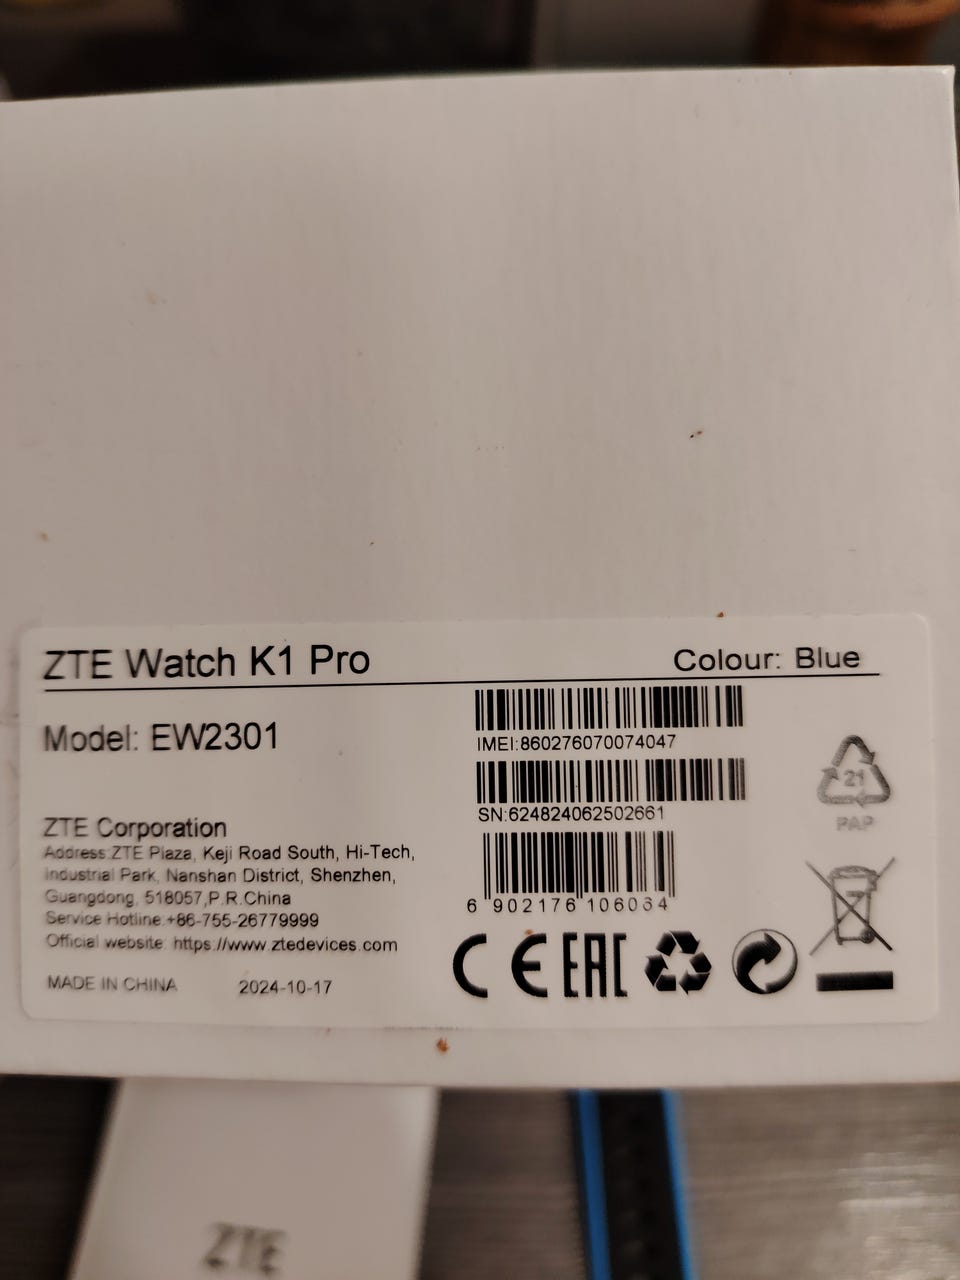 ZTE Watch K1 Pro
Colour: Blue
Model: EW2301
IMEI:860276070074047
SN:624824062502661
6 902176 106064
ZTE Corporation
Address:ZTE Plaza, Keji Road South, Hi-Tech,
Industrial Park, Nanshan District, Shenzhen,
Guangdong, 518057,P.R.China
Service Hotline:+86-755-26779999
Official website: https://www.ztedevices.com
MADE IN CHINA
2024-10-17
21
PAP
CE EAC
ZTE